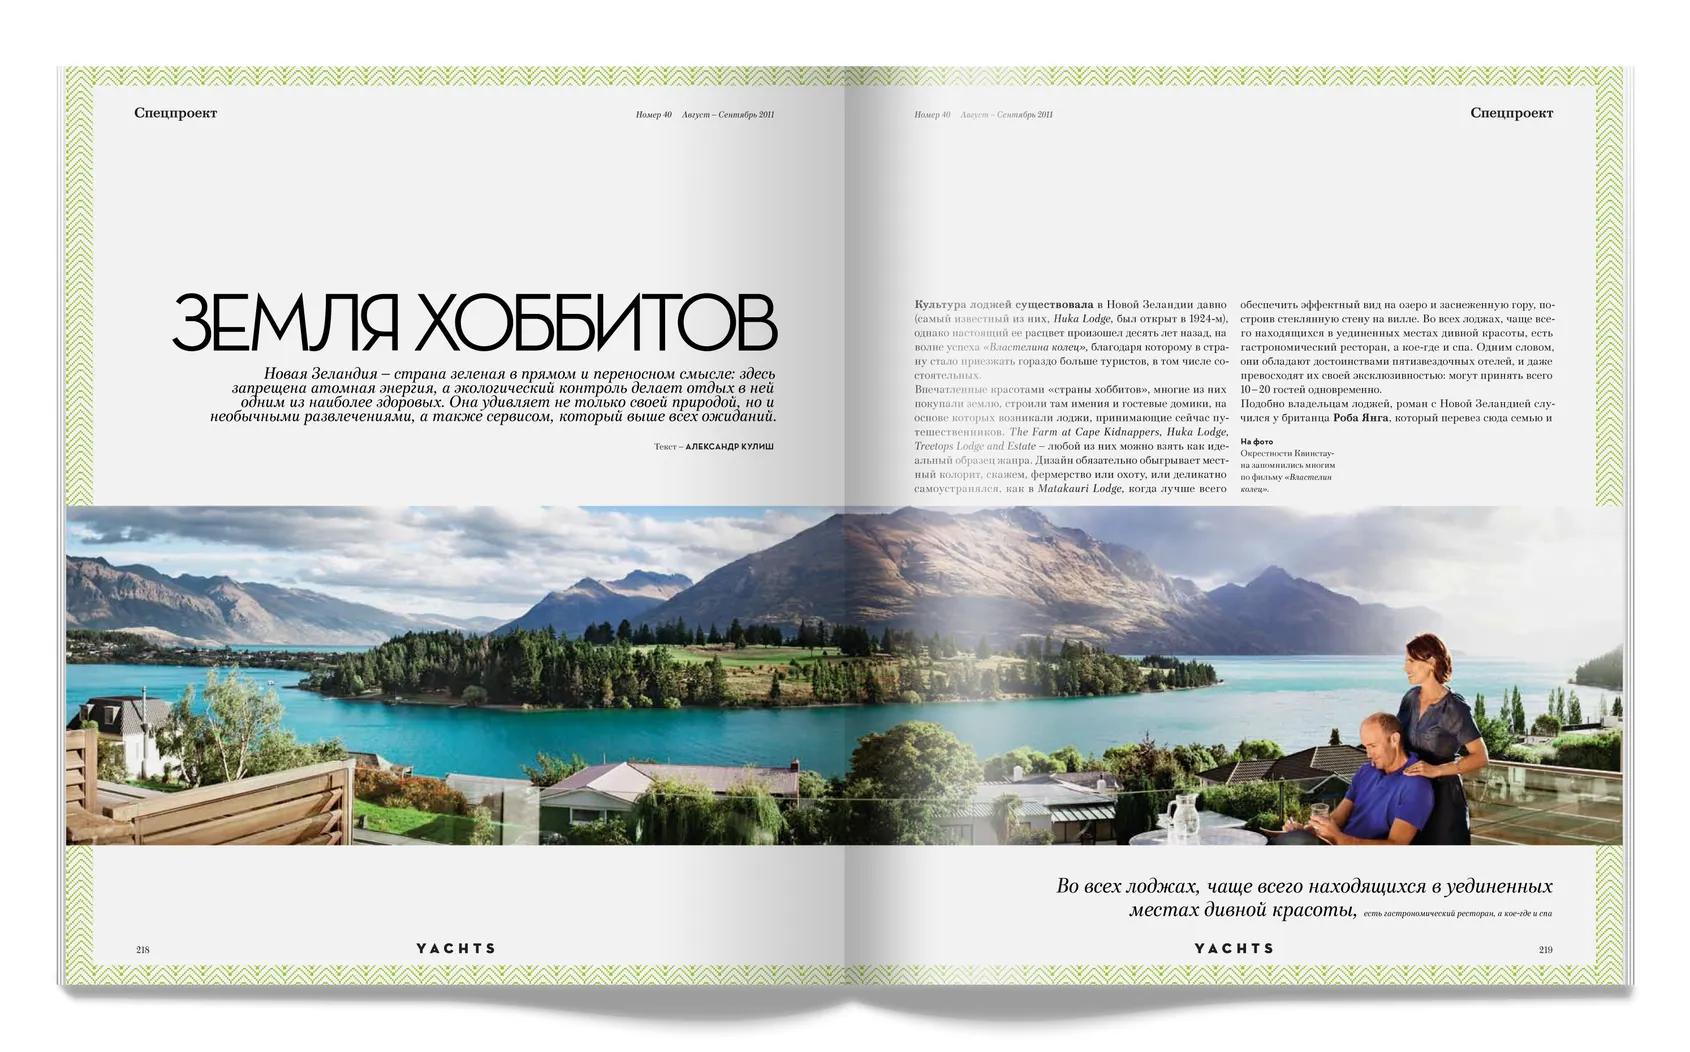 Спецпроект
Номер 40 Август – Сентябрь 2011
ЗЕМЛЯ ХОББИТОВ
Новая Зеландия – страна зеленая в прямом и переносном смысле: здесь
запрещена атомная энергия, а экологический контроль делает отдых в ней
одним из наиболее здоровых. Она удивляет не только своей природой, но и
необычными развлечениями, а также сервисом, который выше всех ожиданий.
Текст – АЛЕКСАНДР КУЛИШ
218
YACHTS
Номер 40 Август – Сентябрь 2011
Спецпроект
Культура лоджей существовала в Новой Зеландии давно
(самый известный из них, Huka Lodge, был открыт в 1924-м),
однако настоящий ее расцвет произошел десять лет назад, на
волне успеха «Властелина колец», благодаря которому в стра-
ну стало приезжать гораздо больше туристов, в том числе со-
стоятельных.
Впечатленные красотами «страны хоббитов», многие из них
покупали землю, строили там имения и гостевые домики, на
основе которых возникали лоджи, принимающие сейчас пу-
тешественников. The Farm at Cape Kidnappers, Huka Lodge,
Treetops Lodge and Estate – любой из них можно взять как иде-
альный образец жанра. Дизайн обязательно обыгрывает мест-
ный колорит, скажем, фермерство или охоту, или деликатно
самоустранялся, как в Matakauri Lodge, когда лучше всего
обеспечить эффектный вид на озеро и заснеженную гору, по-
строив стеклянную стену на вилле. Во всех лоджах, чаще все-
го находящихся в уединенных местах дивной красоты, есть
гастрономический ресторан, а кое-где и спа. Одним словом,
они обладают достоинствами пятизвездочных отелей, и даже
превосходят их своей эксклюзивностью: могут принять всего
10–20 гостей одновременно.
Подобно владельцам лоджей, роман с Новой Зеландией слу-
чился у британца Роба Янга, который перевез сюда семью и
На фото
Окрестности Квинстау-
на запомнились многим
по фильму «Властелин
колец».
Во всех лоджах, чаще всего находящихся в уединенных
местах дивной красоты, есть гастрономический ресторан, а кое-где и спа
YACHTS
219